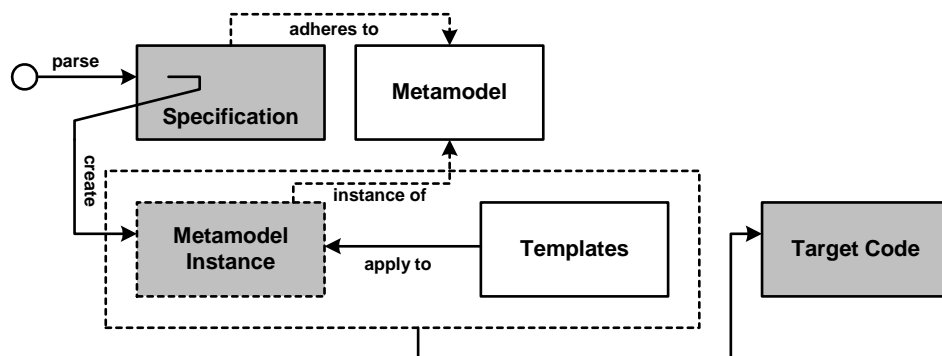 adheres to
parse
Specification
Metamodel
create
instance of
Metamodel
Instance
apply to
Templates
Target Code